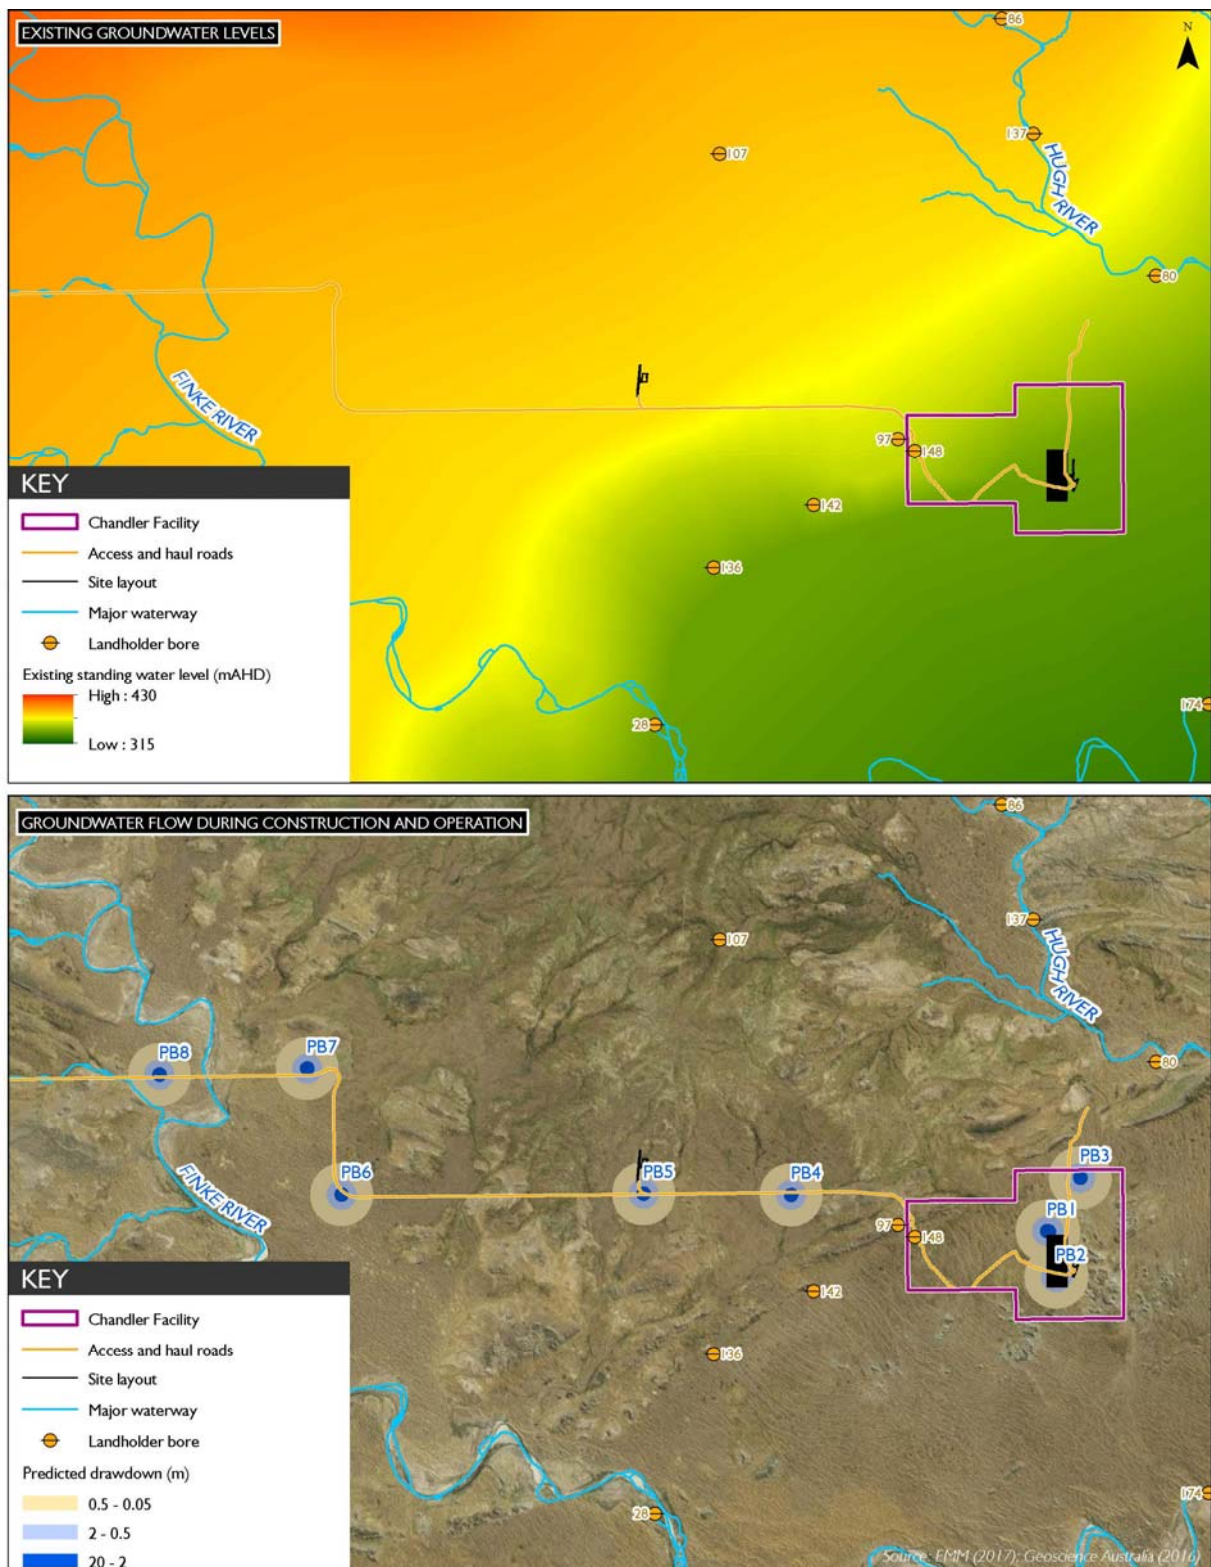 EXISTING GROUNDWATER LEVELS
86
N
137
107
HUGH RIVER
80
FINKE RIVER
97
148
142
136
28
174
KEY
Chandler Facility
Access and haul roads
Site layout
Major waterway
Landholder bore
Existing standing water level (mAHD)
High : 430
Low : 315
GROUNDWATER FLOW DURING CONSTRUCTION AND OPERATION
86
137
107
HUGH RIVER
80
PB8
PB7
PB6
PB5
PB4
PB3
PB1
PB2
FINKE RIVER
97
148
142
136
28
174
KEY
Chandler Facility
Access and haul roads
Site layout
Major waterway
Landholder bore
Predicted drawdown (m)
0.5 - 0.05
2 - 0.5
20 - 2
Source: EMM (2017); Geoscience Australia (2016)